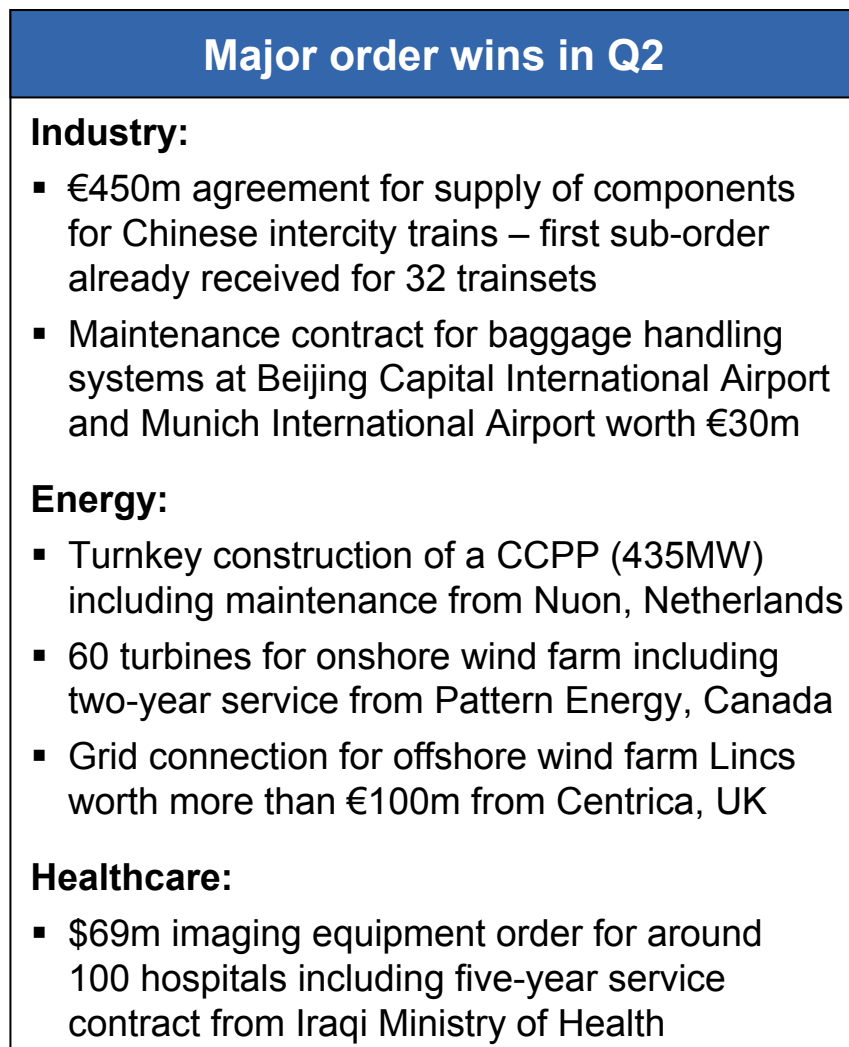 Major order wins in Q2
Industry:
▪ €450m agreement for supply of components
for Chinese intercity trains – first sub-order
already received for 32 trainsets
▪ Maintenance contract for baggage handling
systems at Beijing Capital International Airport
and Munich International Airport worth €30m
Energy:
▪ Turnkey construction of a CCPP (435MW)
including maintenance from Nuon, Netherlands
▪ 60 turbines for onshore wind farm including
two-year service from Pattern Energy, Canada
▪ Grid connection for offshore wind farm Lincs
worth more than €100m from Centrica, UK
Healthcare:
▪ $69m imaging equipment order for around
100 hospitals including five-year service
contract from Iraqi Ministry of Health